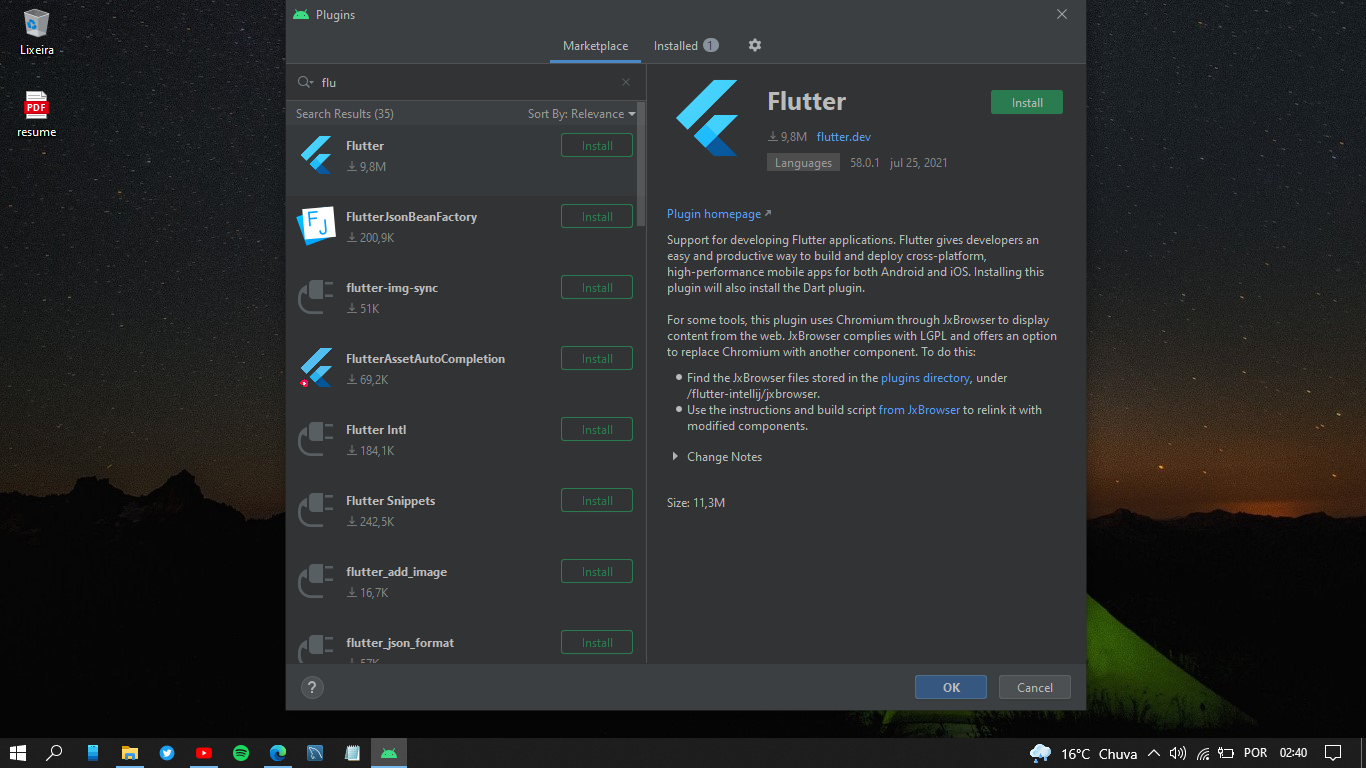 Lixeira
PDF
resume
Plugins
Marketplace
Installed 1
flu
Search Results (35)
Sort By: Relevance
Flutter
9,8M
Install
FlutterJsonBeanFactory
200,9K
Install
flutter-img-sync
51K
Install
FlutterAssetAutoCompletion
69,2K
Install
Flutter Intl
184,1K
Install
Flutter Snippets
242,5K
Install
flutter_add_image
16,7K
Install
flutter_json_format
57K
Install
FJ
Flutter
Install
9,8M flutter.dev
Languages 58.0.1 jul 25, 2021
Plugin homepage
Support for developing Flutter applications. Flutter gives developers an
easy and productive way to build and deploy cross-platform,
high-performance mobile apps for both Android and iOS. Installing this
plugin will also install the Dart plugin.
For some tools, this plugin uses Chromium through JxBrowser to display
content from the web. JxBrowser complies with LGPL and offers an option
to replace Chromium with another component. To do this:
Find the JxBrowser files stored in the plugins directory, under
/flutter-intellij/jxbrowser.
Use the instructions and build script from JxBrowser to relink it with
modified components.
Change Notes
Size: 11,3M
?
OK
Cancel
16°C Chuva
POR
02:40